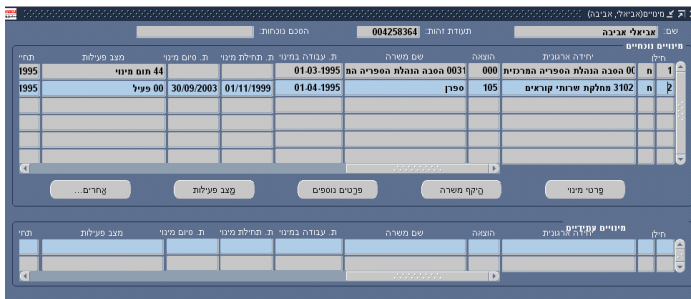 מינויים(אביאלי, אביבה)
שם: אביאלי אביבה תעודת זהות: 004258364 הסכם נוכחות:
מינויים נוכחיים
חילן יחידה ארגונית הוצאה שם משרה ת. עבודה במינוי ת. תחילת מינוי ת. סיום מינוי מצב פעילות תחי
1 ח 00 הסבה הנהלת הספריה המרכזית 000 0031 הסבה הנהלת הספריה המ 01-03-1995 44 תום מינוי 1995
2 ח 3102 מחלקת שרותי קוראים 105 ספרן 01-04-1995 01/11/1999 30/09/2003 00 פעיל 1995
פרטי מינוי היקף משרה פרטים נוספים מצב פעילות אחרים...
מינויים עתידיים
חילן יחידה ארגונית הוצאה שם משרה ת. עבודה במינוי ת. תחילת מינוי ת. סיום מינוי מצב פעילות תחי